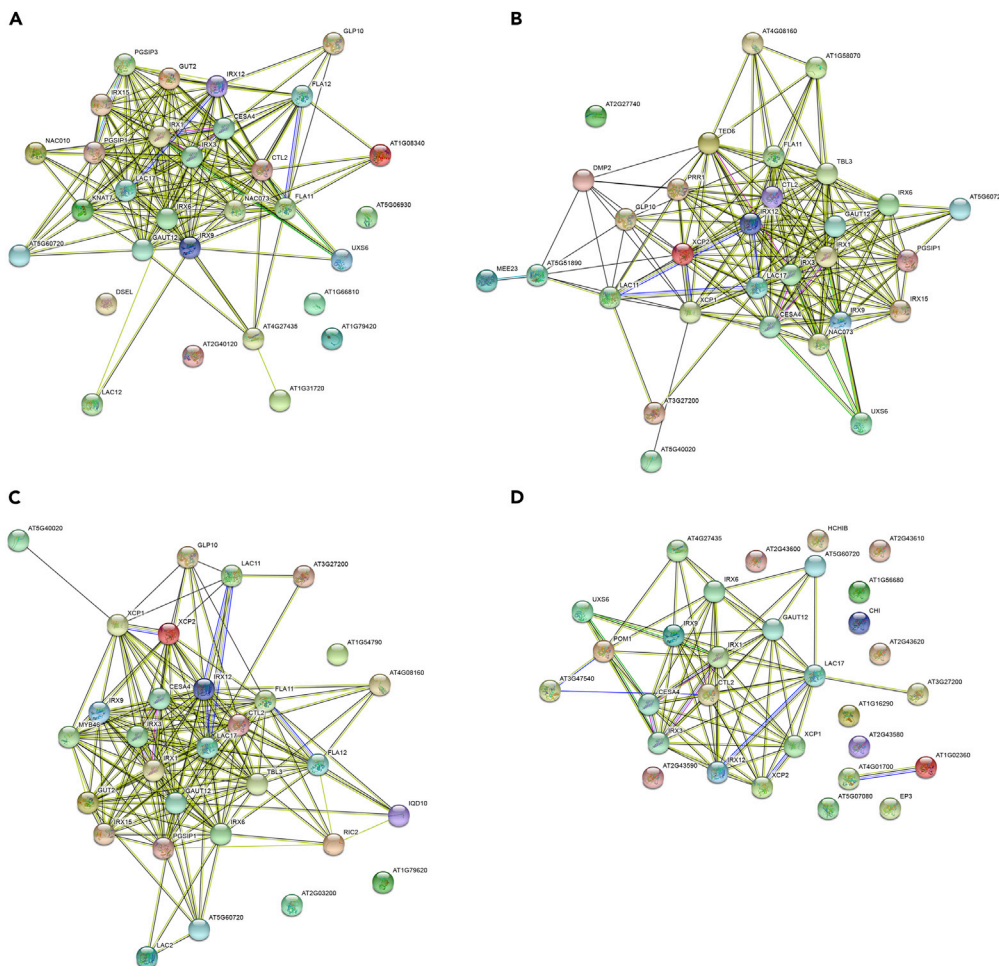 A
GLP10
PGSIP3
GUT2
IRX12
FLA12
IRX15
CESA4
IRX1
NAC010
PGSIP1
IRX3
AT1G08340
CTL2
LAC17
KNAT7
NAC073
FLA11
AT5G06930
IRX6
AT5G60720
GAUT12
IRX9
UXS6
DSEL
AT1G66810
AT4G27435
AT1G79420
AT2G40120
LAC12
AT1G31720
B
AT4G08160
AT1G58070
AT2G27740
TED6
FLA11
TBL3
DMP2
PRR1
CTL2
IRX6
AT5G6072
GLP10
IRX12
GAUT12
XCP2
IRX1
PGSIP1
MEE23
AT5G51890
IRX3
LAC11
LAC17
XCP1
IRX15
CESA4
IRX9
NAC073
AT3G27200
UXS6
AT5G40020
C
AT5G40020
GLP10
LAC11
AT3G27200
XCP1
XCP2
AT1G54790
IRX12
AT4G08160
CESA4
FLA11
IRX9
CTL2
MYB46
IRX3
LAC17
FLA12
IRX1
TBL3
GUT2
GAUT12
IQD10
IRX15
IRX6
PGSIP1
RIC2
AT1G79620
AT2G03200
AT5G60720
LAC2
D
HCHIB
AT4G27435
AT2G43600
AT2G43610
AT5G60720
IRX6
AT1G56680
UXS6
GAUT12
CHI
IRX9
POM1
IRX1
AT2G43620
LAC17
AT3G47540
CTL2
AT3G27200
CESA4
AT1G16290
IRX3
XCP1
AT2G43580
IRX12
AT1G02360
AT2G43590
XCP2
AT4G01700
AT5G07080
EP3